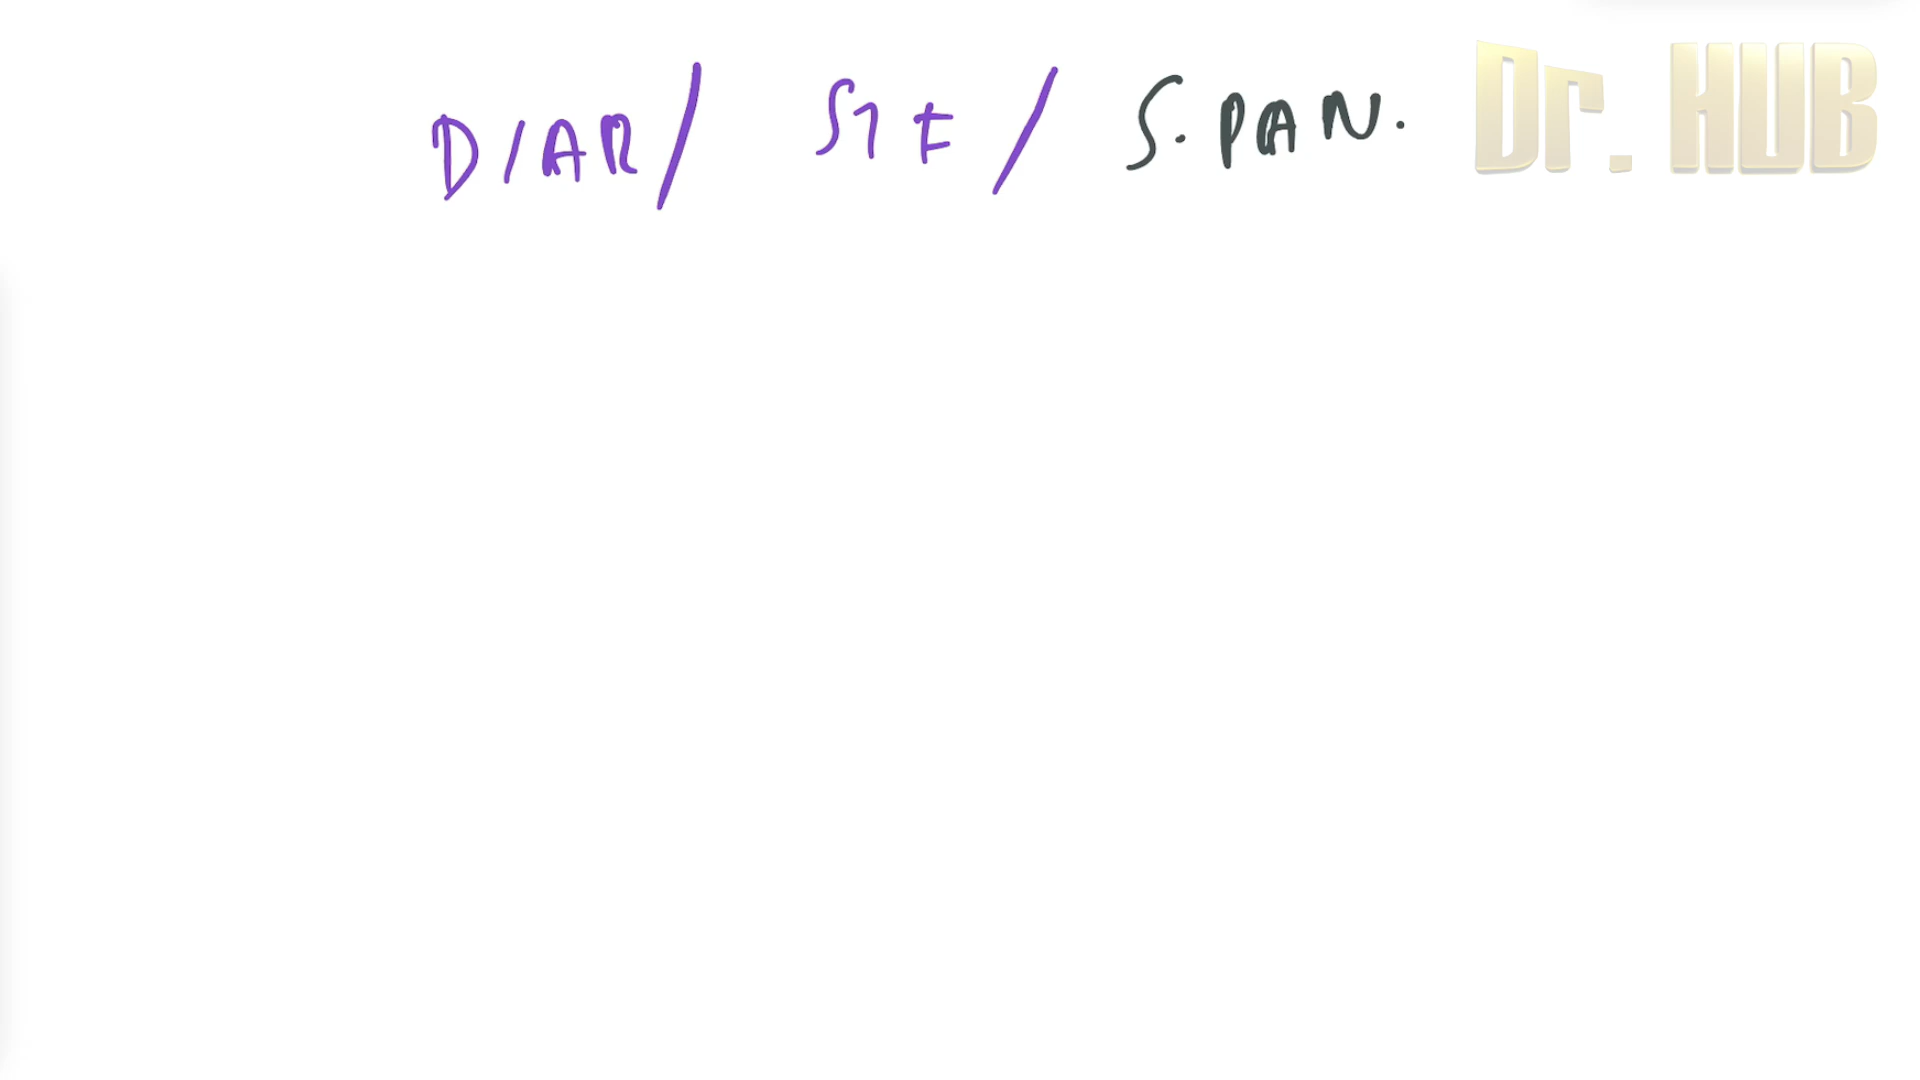 DIAR/ STE/ S.PAN. Dr. HUB